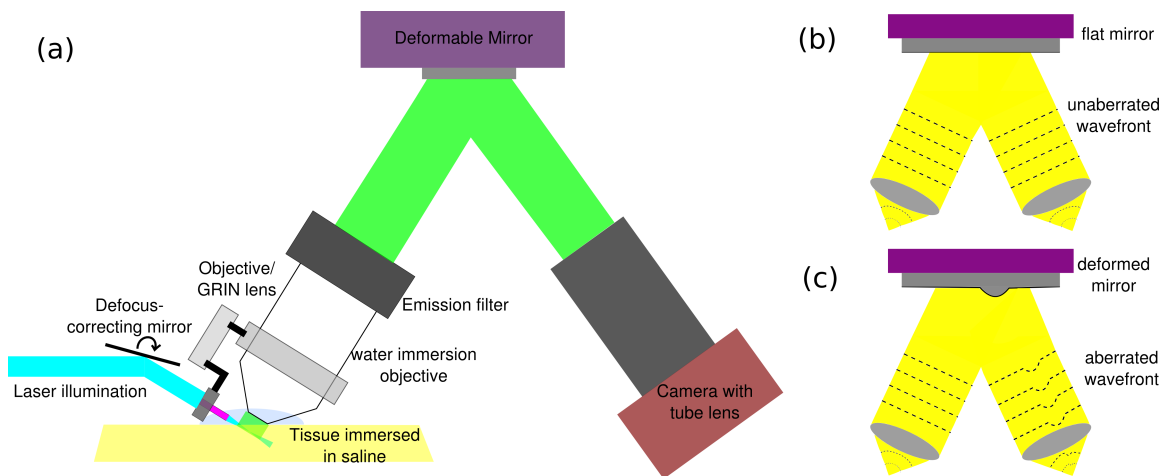 (a)
Deformable Mirror
Objective/
GRIN lens
Emission filter
Defocus-
correcting mirror
water immersion
objective
Laser illumination
Camera with
tube lens
Tissue immersed
in saline
(b)
flat mirror
unaberrated
wavefront
(c)
deformed
mirror
aberrated
wavefront